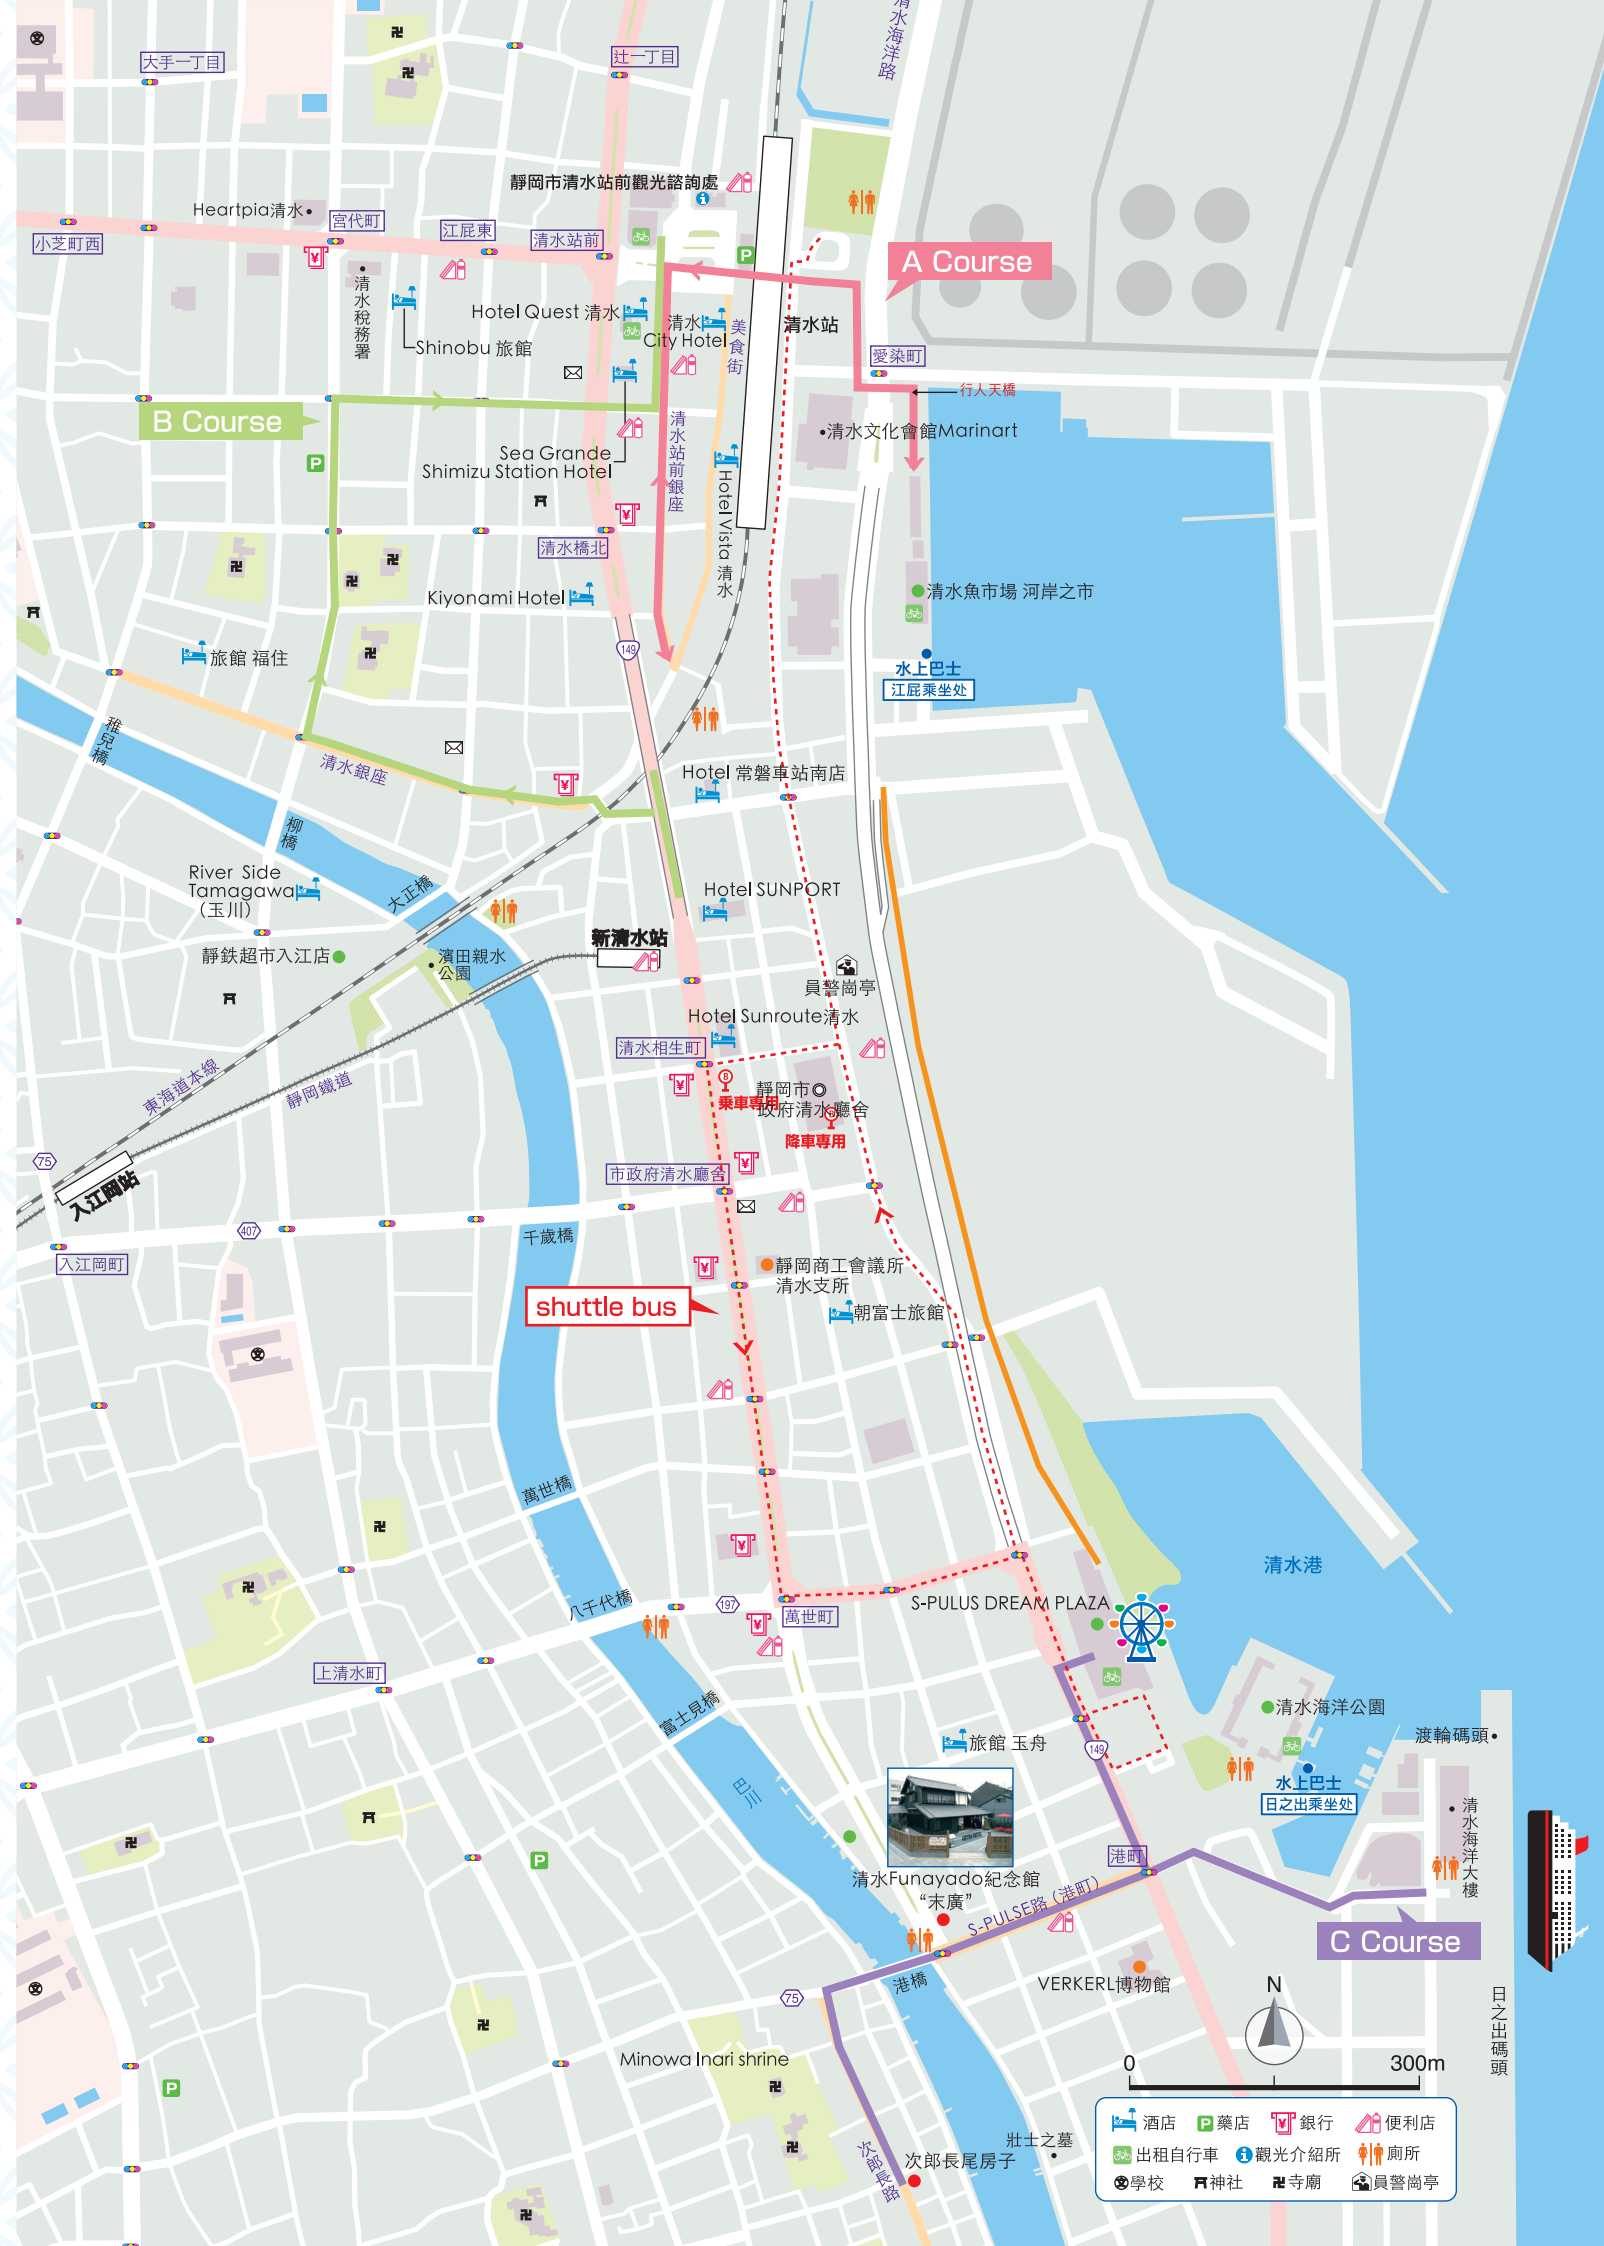 清水海洋路
大手一丁目
辻一丁目
靜岡市清水站前觀光諮詢處
Heartpia清水
宮代町
小芝町西
江屁東
清水站前
A Course
清水稅務署
Hotel Quest 清水
清水
City Hotel
美食街
清水站
Shinobu 旅館
愛染町
行人天橋
B Course
清水站前銀座
清水文化會館Marinart
Sea Grande
Shimizu Station Hotel
Hotel Vista 清水
清水橋北
Kiyonami Hotel
清水魚市場 河岸之市
149
旅館 福住
水上巴士
江屁乘坐处
稚兒橋
清水銀座
Hotel 常磐車站南店
柳橋
River Side
Tamagawa
（玉川）
大正橋
Hotel SUNPORT
新清水站
靜鉄超市入江店
濱田親水
公園
員警崗亭
Hotel Sunroute清水
清水相生町
東海道本線
靜岡鐵道
乗車専用
靜岡市
政府清水廳舍
降車専用
75
入江岡站
市政府清水廳舍
407
千歲橋
入江岡町
靜岡商工會議所
清水支所
shuttle bus
朝富士旅館
萬世橋
清水港
八千代橋
197
萬世町
S-PULUS DREAM PLAZA
上清水町
富士見橋
清水海洋公園
渡輪碼頭
旅館 玉舟
149
巴川
水上巴士
日之出乘坐处
清水海洋大樓
港町
清水Funayado紀念館
“末廣”
S-PULSE路（港町）
C Course
港橋
VERKERL博物館
75
N
日之出碼頭
Minowa Inari shrine
0
300m
壯士之墓
次郎長路
次郎長尾房子
酒店
P 藥店
銀行
便利店
出租自行車
觀光介紹所
廁所
學校
神社
寺廟
員警崗亭